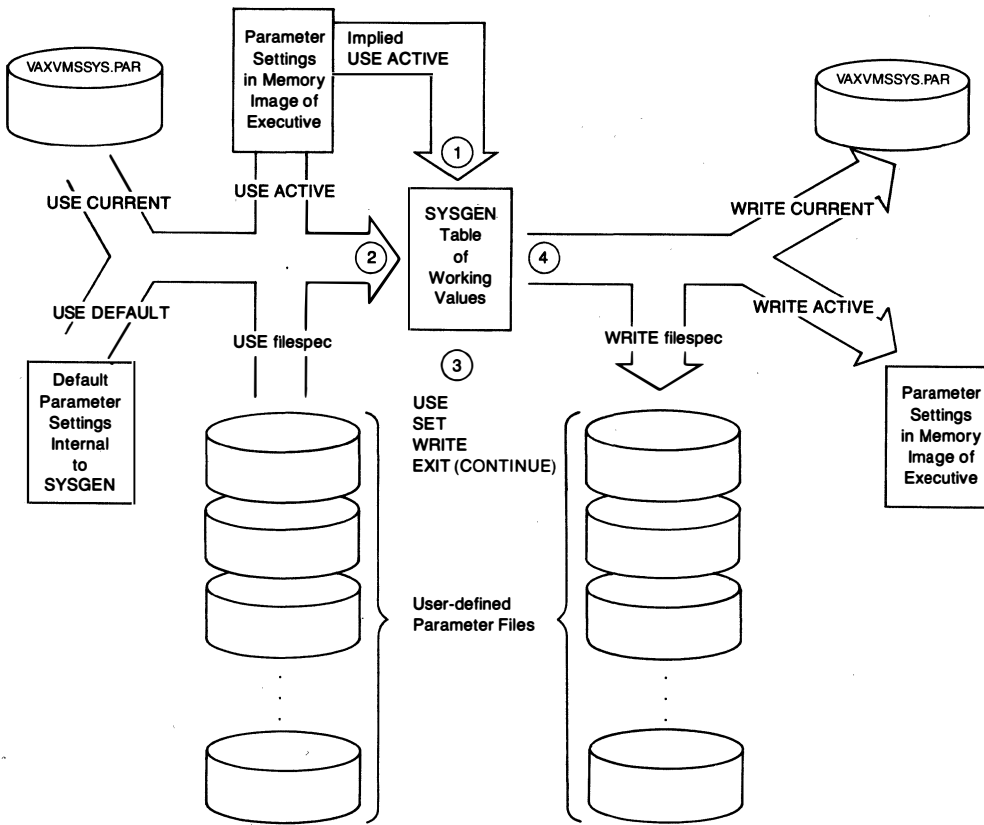 VAXVMSSYS.PAR
Parameter
Settings
in Memory
Image of
Executive
Implied
USE ACTIVE
VAXVMSSYS.PAR
1
USE CURRENT
USE ACTIVE
SYSGEN
Table
of
Working
Values
WRITE CURRENT
2
4
USE DEFAULT
USE filespec
WRITE filespec
WRITE ACTIVE
3
Default
Parameter
Settings
Internal
to
SYSGEN
USE
SET
WRITE
EXIT (CONTINUE)
Parameter
Settings
in Memory
Image of
Executive
User-defined
Parameter Files